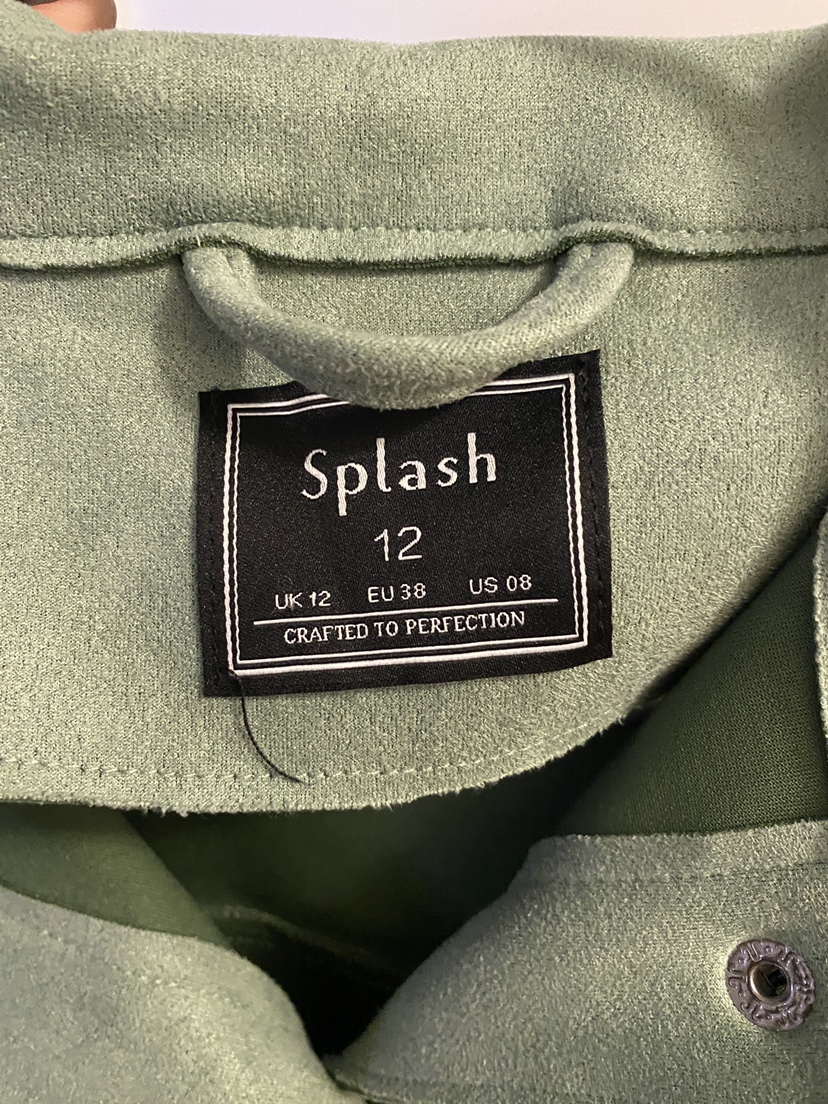 Splash
12
UK 12 EU 38 US 08
CRAFTED TO PERFECTION